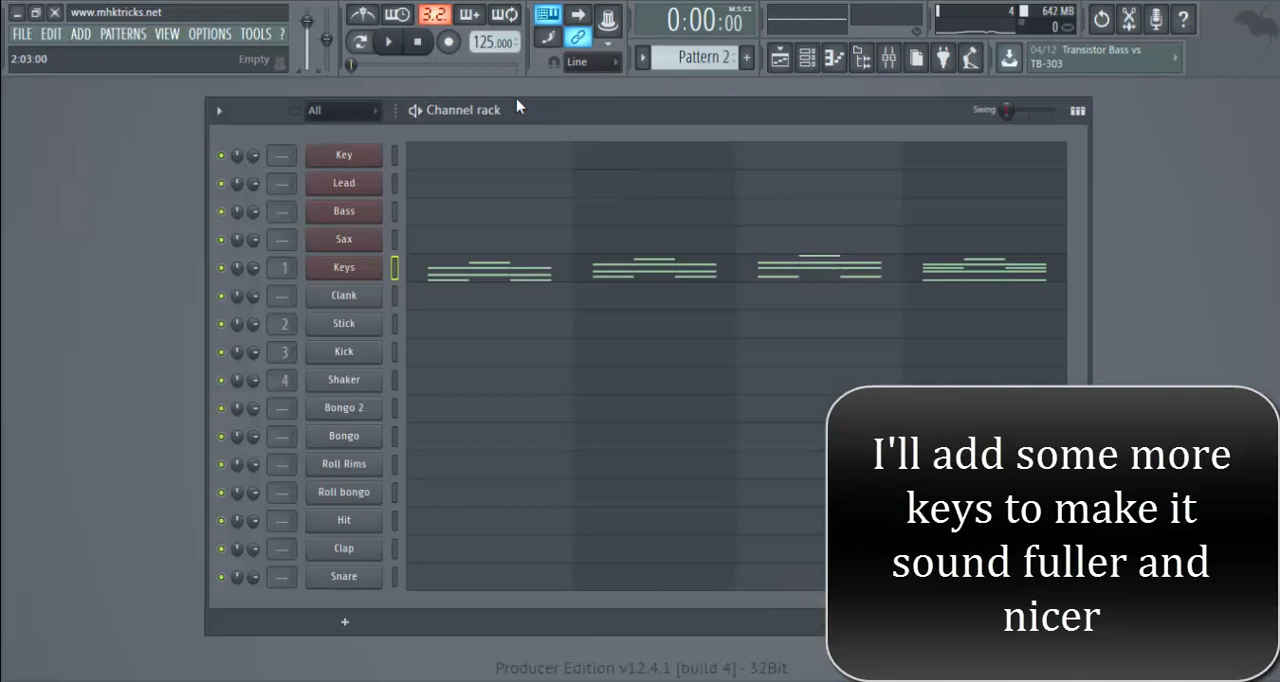 www.mhktricks.net
FILE EDIT ADD PATTERNS VIEW OPTIONS TOOLS ?
2:03:00 Empty
3.2.
125.000
Line
0:00:00
M:S:CS
Pattern 2
+
4 642 MB
0
?
04/12 Transistor Bass vs
TB-303
All Channel rack Swing
--- Key
--- Lead
--- Bass
--- Sax
1 Keys
--- Clank
2 Stick
3 Kick
4 Shaker
--- Bongo 2
--- Bongo
--- Roll Rims
--- Roll bongo
--- Hit
--- Clap
--- Snare
+
I'll add some more
keys to make it
sound fuller and
nicer
Producer Edition v12.4.1 [build 4] - 32Bit